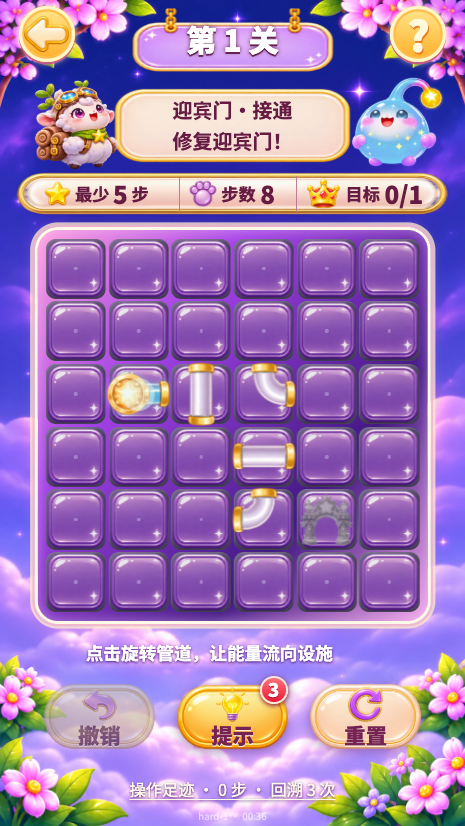 第1关
迎宾门·接通
修复迎宾门!
最少5步 步数8 目标0/1
点击旋转管道,让能量流向设施
3
撤销 提示 重置
操作足迹 · 0步 · 回溯3次